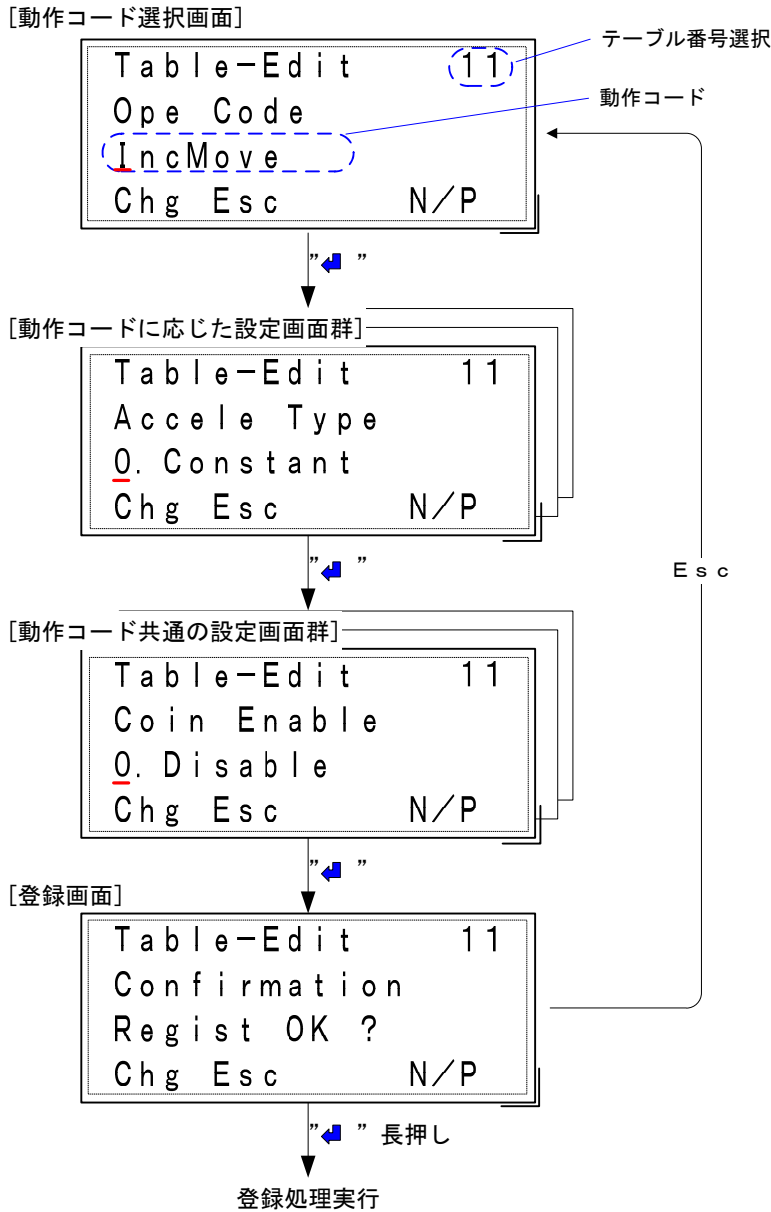 [動作コード選択画面]
Table-Edit 11
テーブル番号選択
Ope Code
動作コード
IncMove
Chg Esc N/P
"↵"
[動作コードに応じた設定画面群]
Table-Edit 11
Accele Type
0. Constant
Chg Esc N/P
"↵"
Esc
[動作コード共通の設定画面群]
Table-Edit 11
Coin Enable
0. Disable
Chg Esc N/P
"↵"
[登録画面]
Table-Edit 11
Confirmation
Regist OK ?
Chg Esc N/P
"↵" 長押し
登録処理実行